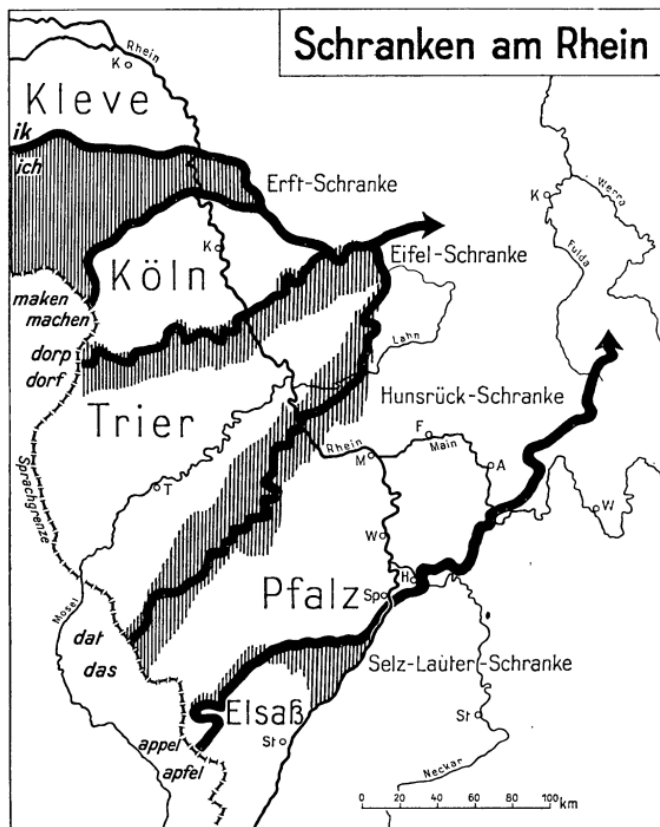 Schranken am Rhein
Rhein
K
Kleve
ik
ich
Erft-Schranke
K
Werra
Fulda
K
Köln
Eifel-Schranke
maken
machen
dorp
dorf
Lahn
Trier
Hunsrück-Schranke
Sprachgrenze
T
Rhein
M
F
Main
A
W
W
Mosel
Pfalz
H
Sp
dat
das
Selz-Lauter-Schranke
Elsaß
St
St
appel
apfel
Neckar
0 20 40 60 80 100 km